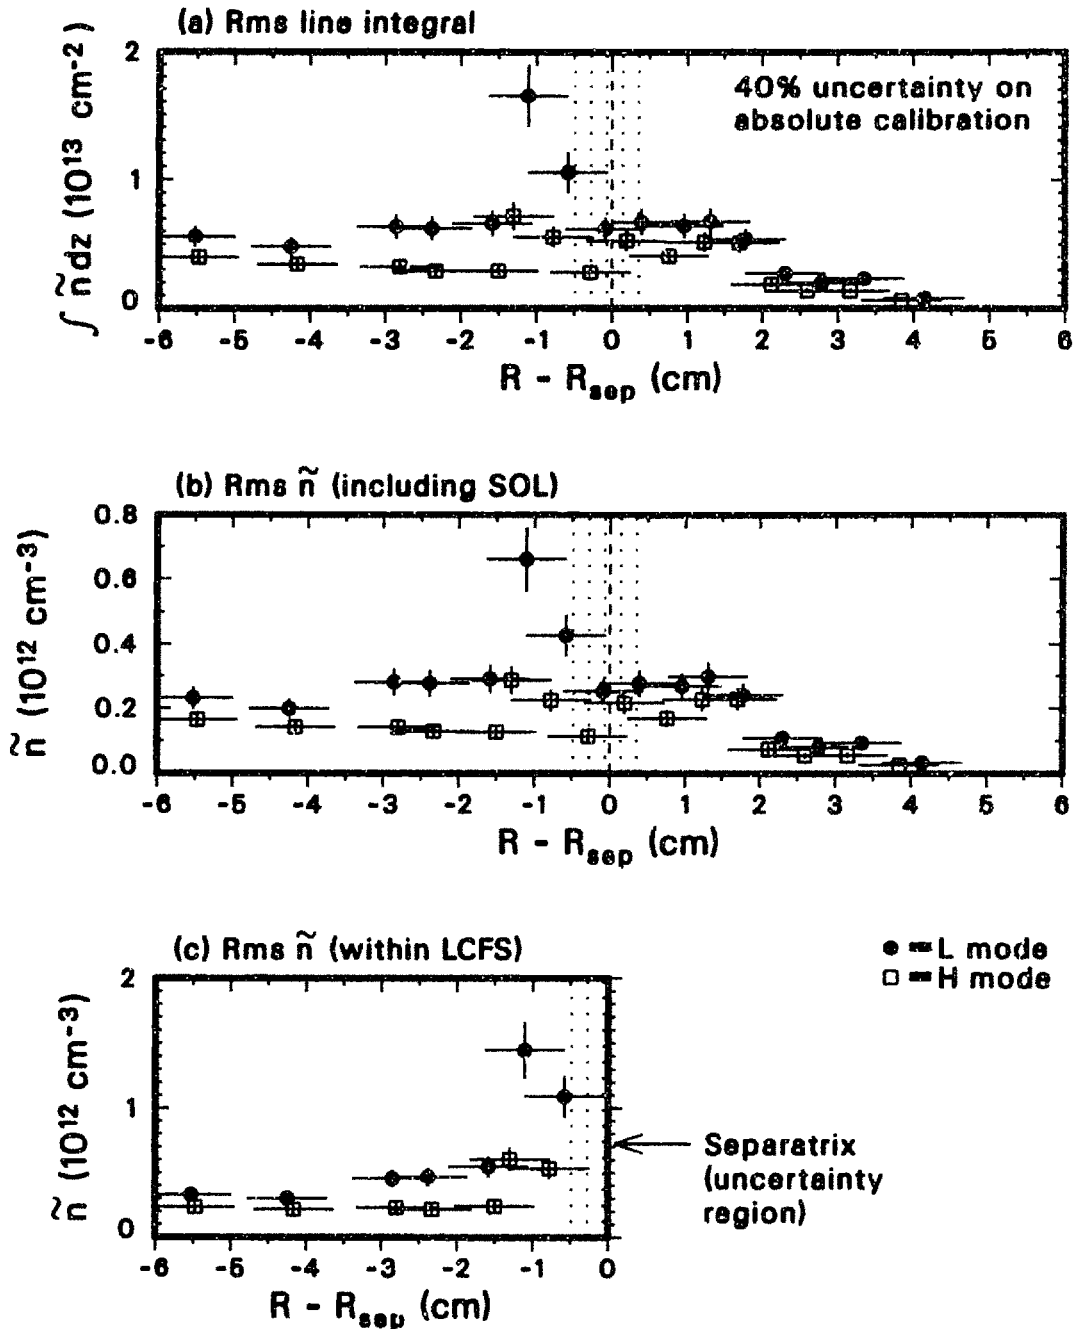 (a) Rms line integral
40% uncertainty on
absolute calibration
∫ ñ dz (10¹³ cm⁻²)
2
1
0
-6 -5 -4 -3 -2 -1 0 1 2 3 4 5 6
R - Rsep (cm)
(b) Rms ñ (including SOL)
ñ (10¹² cm⁻³)
0.8
0.6
0.4
0.2
0.0
-6 -5 -4 -3 -2 -1 0 1 2 3 4 5 6
R - Rsep (cm)
(c) Rms ñ (within LCFS)
● = L mode
□ = H mode
ñ (10¹² cm⁻³)
2
1
0
Separatrix
(uncertainty
region)
-6 -5 -4 -3 -2 -1 0
R - Rsep (cm)